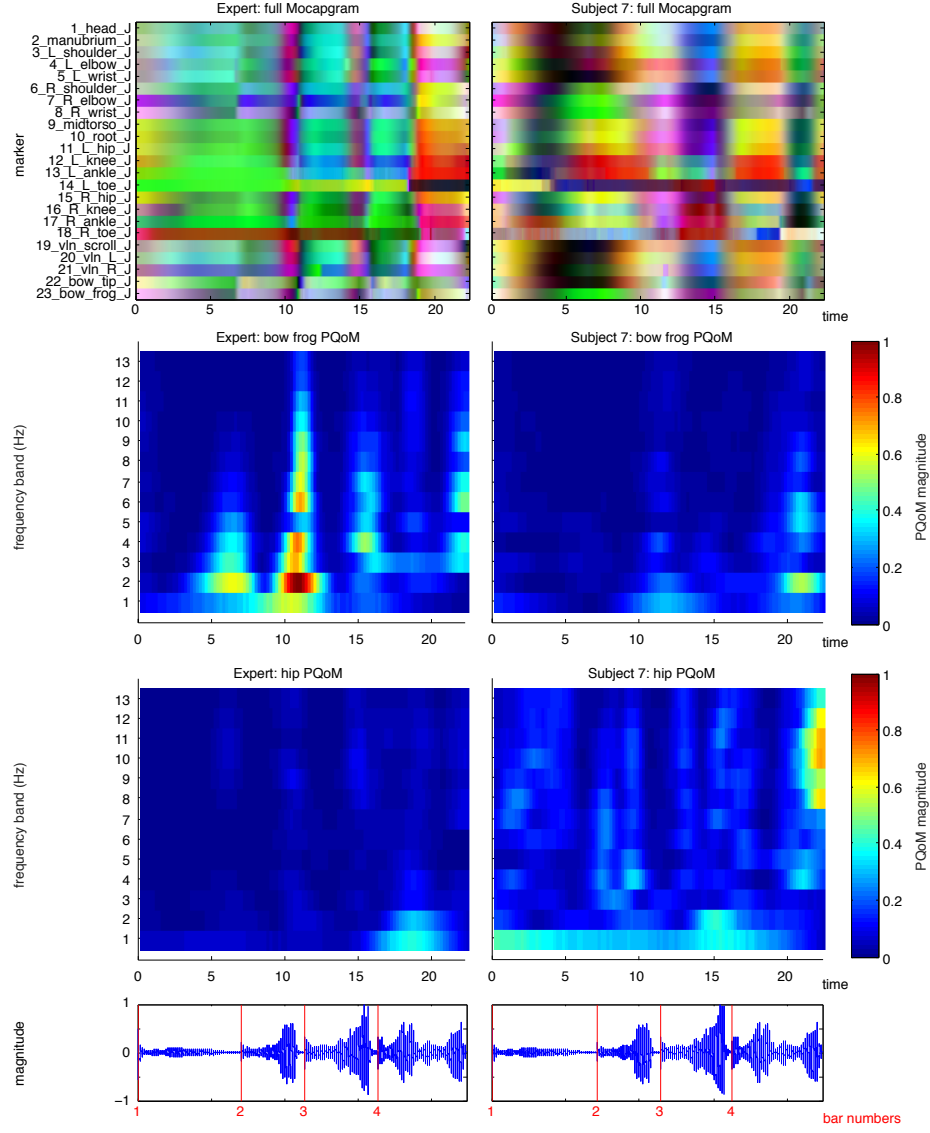 Expert: full Mocapgram
Subject 7: full Mocapgram
marker
1_head_J
2_manubrium_J
3_L_shoulder_J
4_L_elbow_J
5_L_wrist_J
6_R_shoulder_J
7_R_elbow_J
8_R_wrist_J
9_midtorso_J
10_root_J
11_L_hip_J
12_L_knee_J
13_L_ankle_J
14_L_toe_J
15_R_hip_J
16_R_knee_J
17_R_ankle_J
18_R_toe_J
19_vln_scroll_J
20_vln_L_J
21_vln_R_J
22_bow_tip_J
23_bow_frog_J
0 5 10 15 20
0 5 10 15 20
time
Expert: bow frog PQoM
Subject 7: bow frog PQoM
frequency band (Hz)
13
12
11
10
9
8
7
6
5
4
3
2
1
0 5 10 15 20
0 5 10 15 20
time
1
0.8
0.6
0.4
0.2
0
PQoM magnitude
Expert: hip PQoM
Subject 7: hip PQoM
frequency band (Hz)
13
12
11
10
9
8
7
6
5
4
3
2
1
0 5 10 15 20
0 5 10 15 20
time
1
0.8
0.6
0.4
0.2
0
PQoM magnitude
magnitude
1
0
−1
1 2 3 4
1 2 3 4
bar numbers